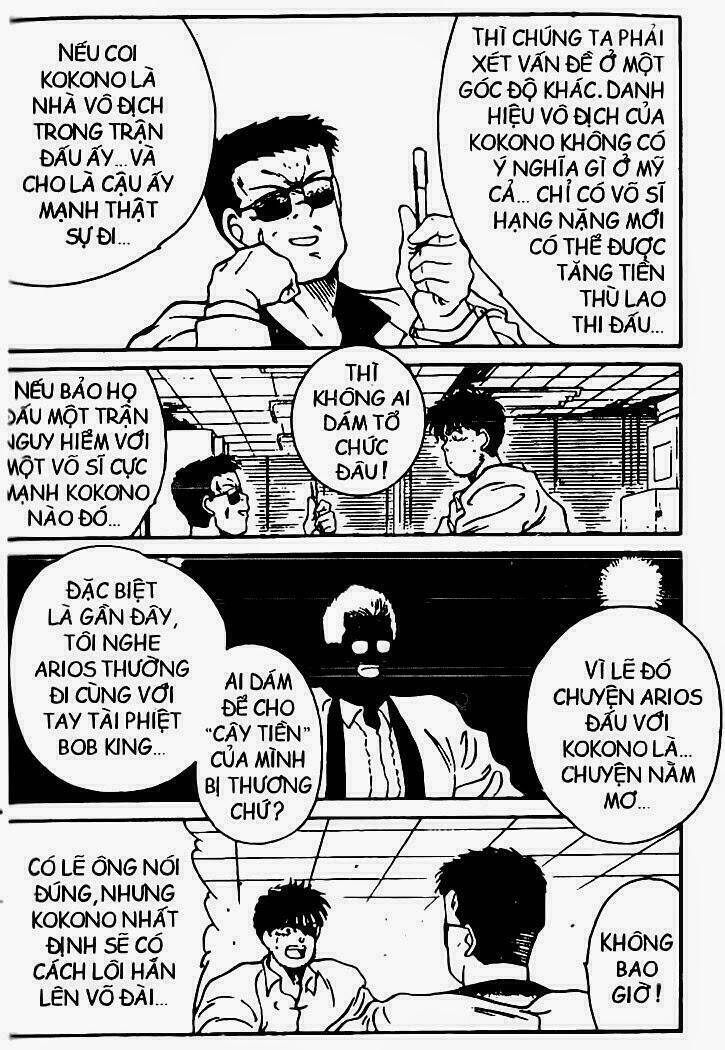 NẾU COI
KOKONO LÀ
NHÀ VÔ ĐỊCH
TRONG TRẬN
ĐẤU ẤY... VÀ
CHO LÀ CẬU ẤY
MẠNH THẬT
SỰ ĐI...
THÌ CHÚNG TA PHẢI
XÉT VẤN ĐỀ Ở MỘT
GÓC ĐỘ KHÁC. DANH
HIỆU VÔ ĐỊCH CỦA
KOKONO KHÔNG CÓ
Ý NGHĨA GÌ Ở MỸ
CẢ... CHỈ CÓ VÕ SĨ
HẠNG NẶNG MỚI
CÓ THỂ ĐƯỢC
TĂNG TIỀN
THÙ LAO
THI ĐẤU...
NẾU BẢO HỌ
ĐẤU MỘT TRẬN
NGUY HIỂM VỚI
MỘT VÕ SĨ CỰC
MẠNH KOKONO
NÀO ĐÓ...
THÌ
KHÔNG AI
DÁM TỔ
CHỨC
ĐÂU!
ĐẶC BIỆT
LÀ GẦN ĐÂY,
TÔI NGHE
ARIOS THƯỜNG
ĐI CÙNG VỚI
TAY TÀI PHIỆT
BOB KING...
AI DÁM
ĐỂ CHO
"CÂY TIỀN"
CỦA MÌNH
BỊ THƯƠNG
CHỨ?
VÌ LẼ ĐÓ
CHUYỆN ARIOS
ĐẤU VỚI
KOKONO LÀ...
CHUYỆN NẰM
MƠ...
CÓ LẼ ÔNG NÓI
ĐÚNG, NHƯNG
KOKONO NHẤT
ĐỊNH SẼ CÓ
CÁCH LÔI HẮN
LÊN VÕ ĐÀI...
KHÔNG
BAO
GIỜ!